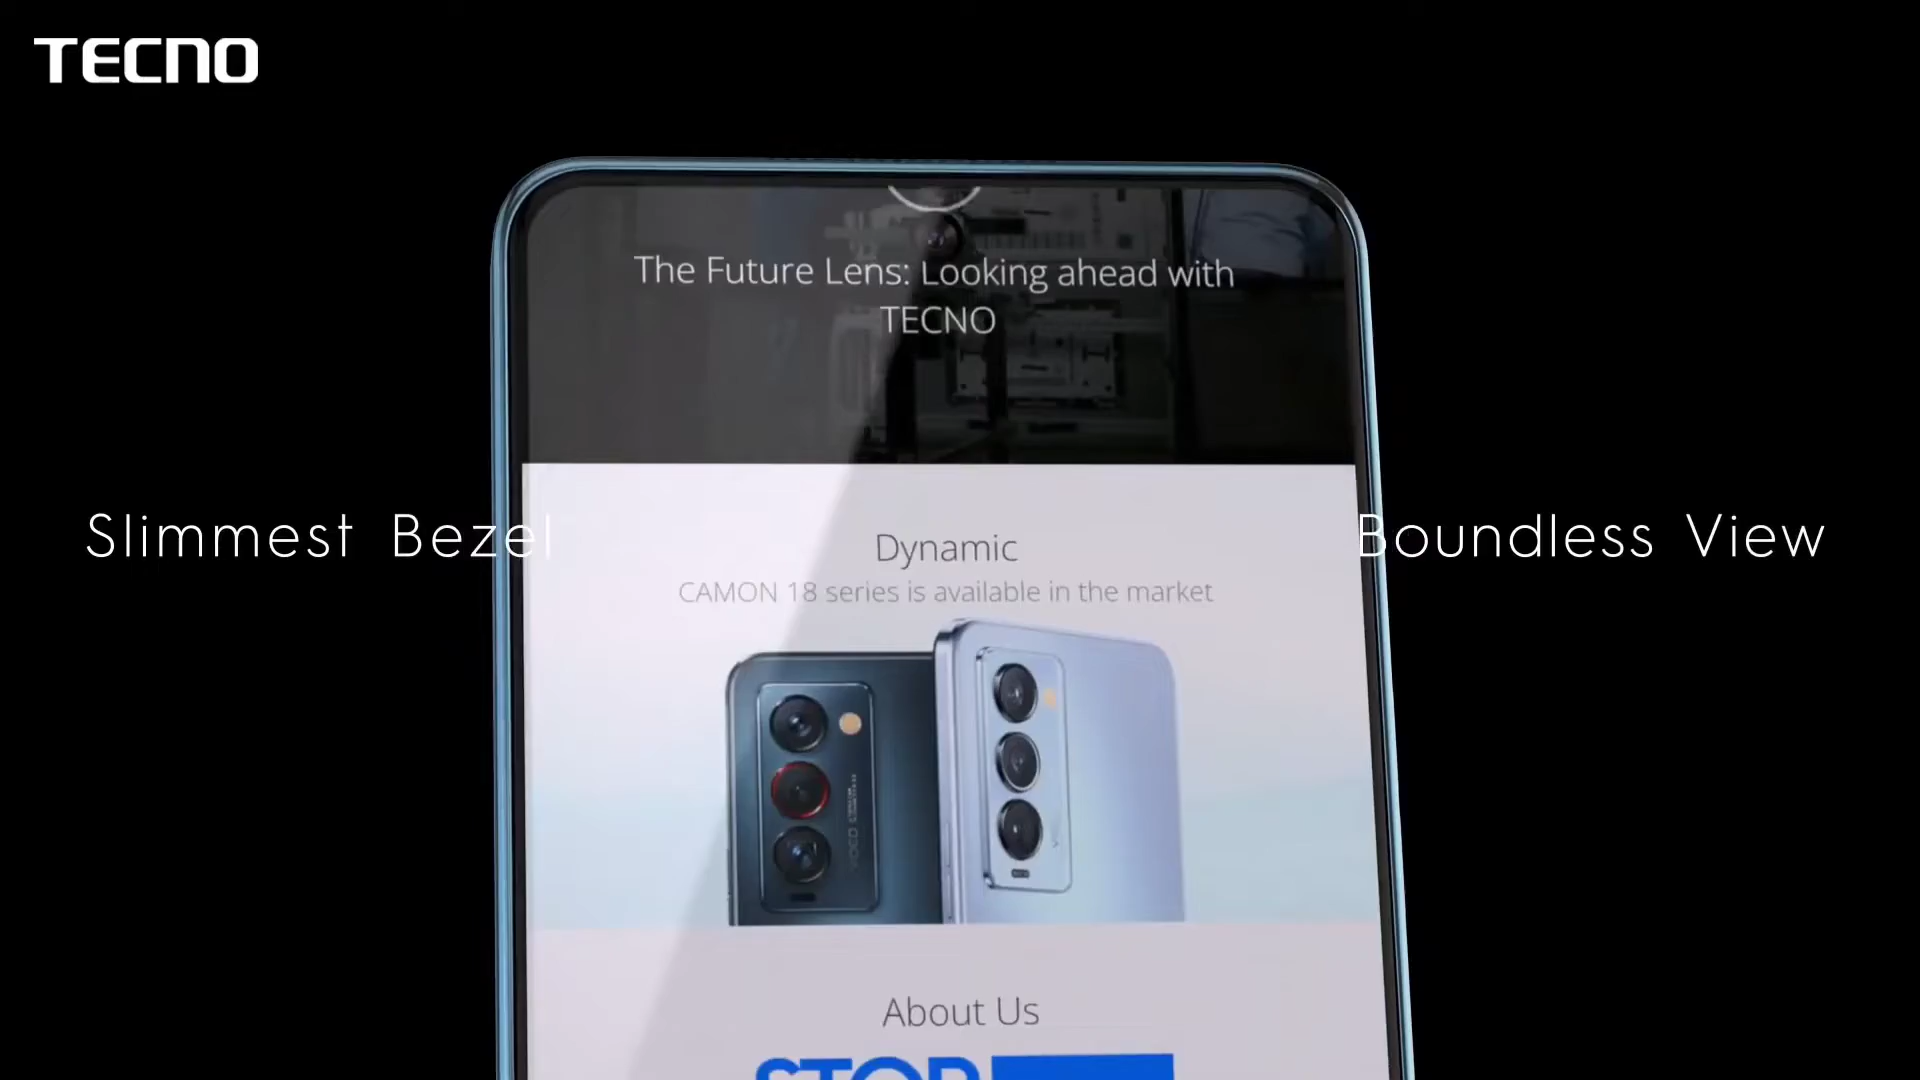 TECNO
The Future Lens: Looking ahead with
TECNO
Slimmest Bezel
Boundless View
Dynamic
CAMON 18 series is available in the market
About Us